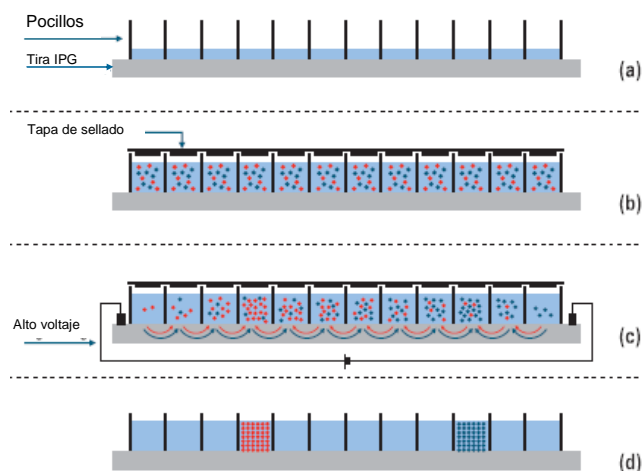 Pocillos
Tira IPG
(a)
Tapa de sellado
(b)
Alto voltaje
(c)
(d)